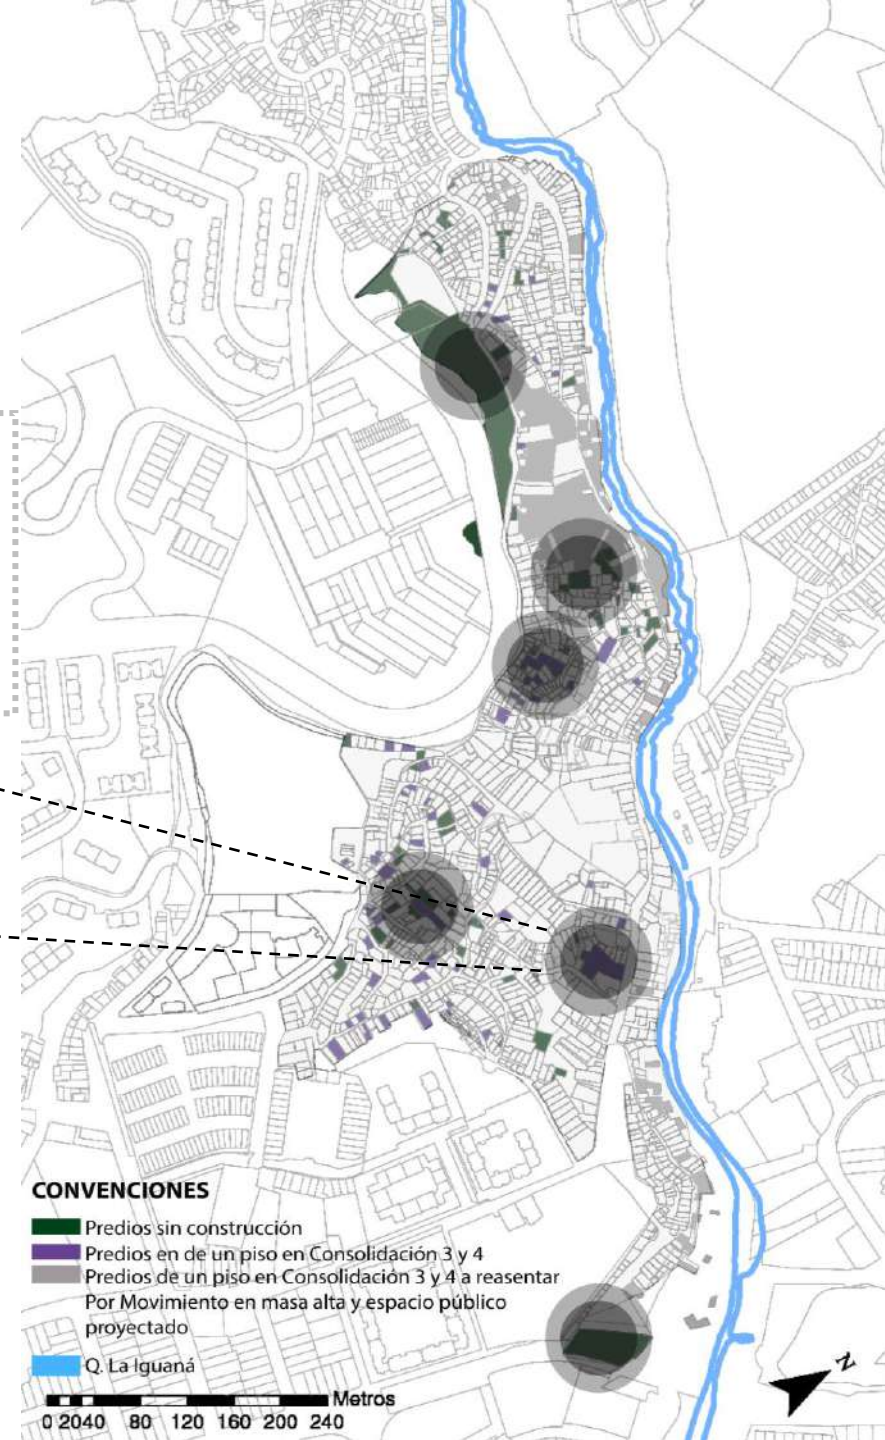 CONVENCIONES
Predios sin construcción
Predios en de un piso en Consolidación 3 y 4
Predios de un piso en Consolidación 3 y 4 a reasentar
Por Movimiento en masa alta y espacio público
proyectado
Q. La Iguaná
Metros
0 2040 80 120 160 200 240
N